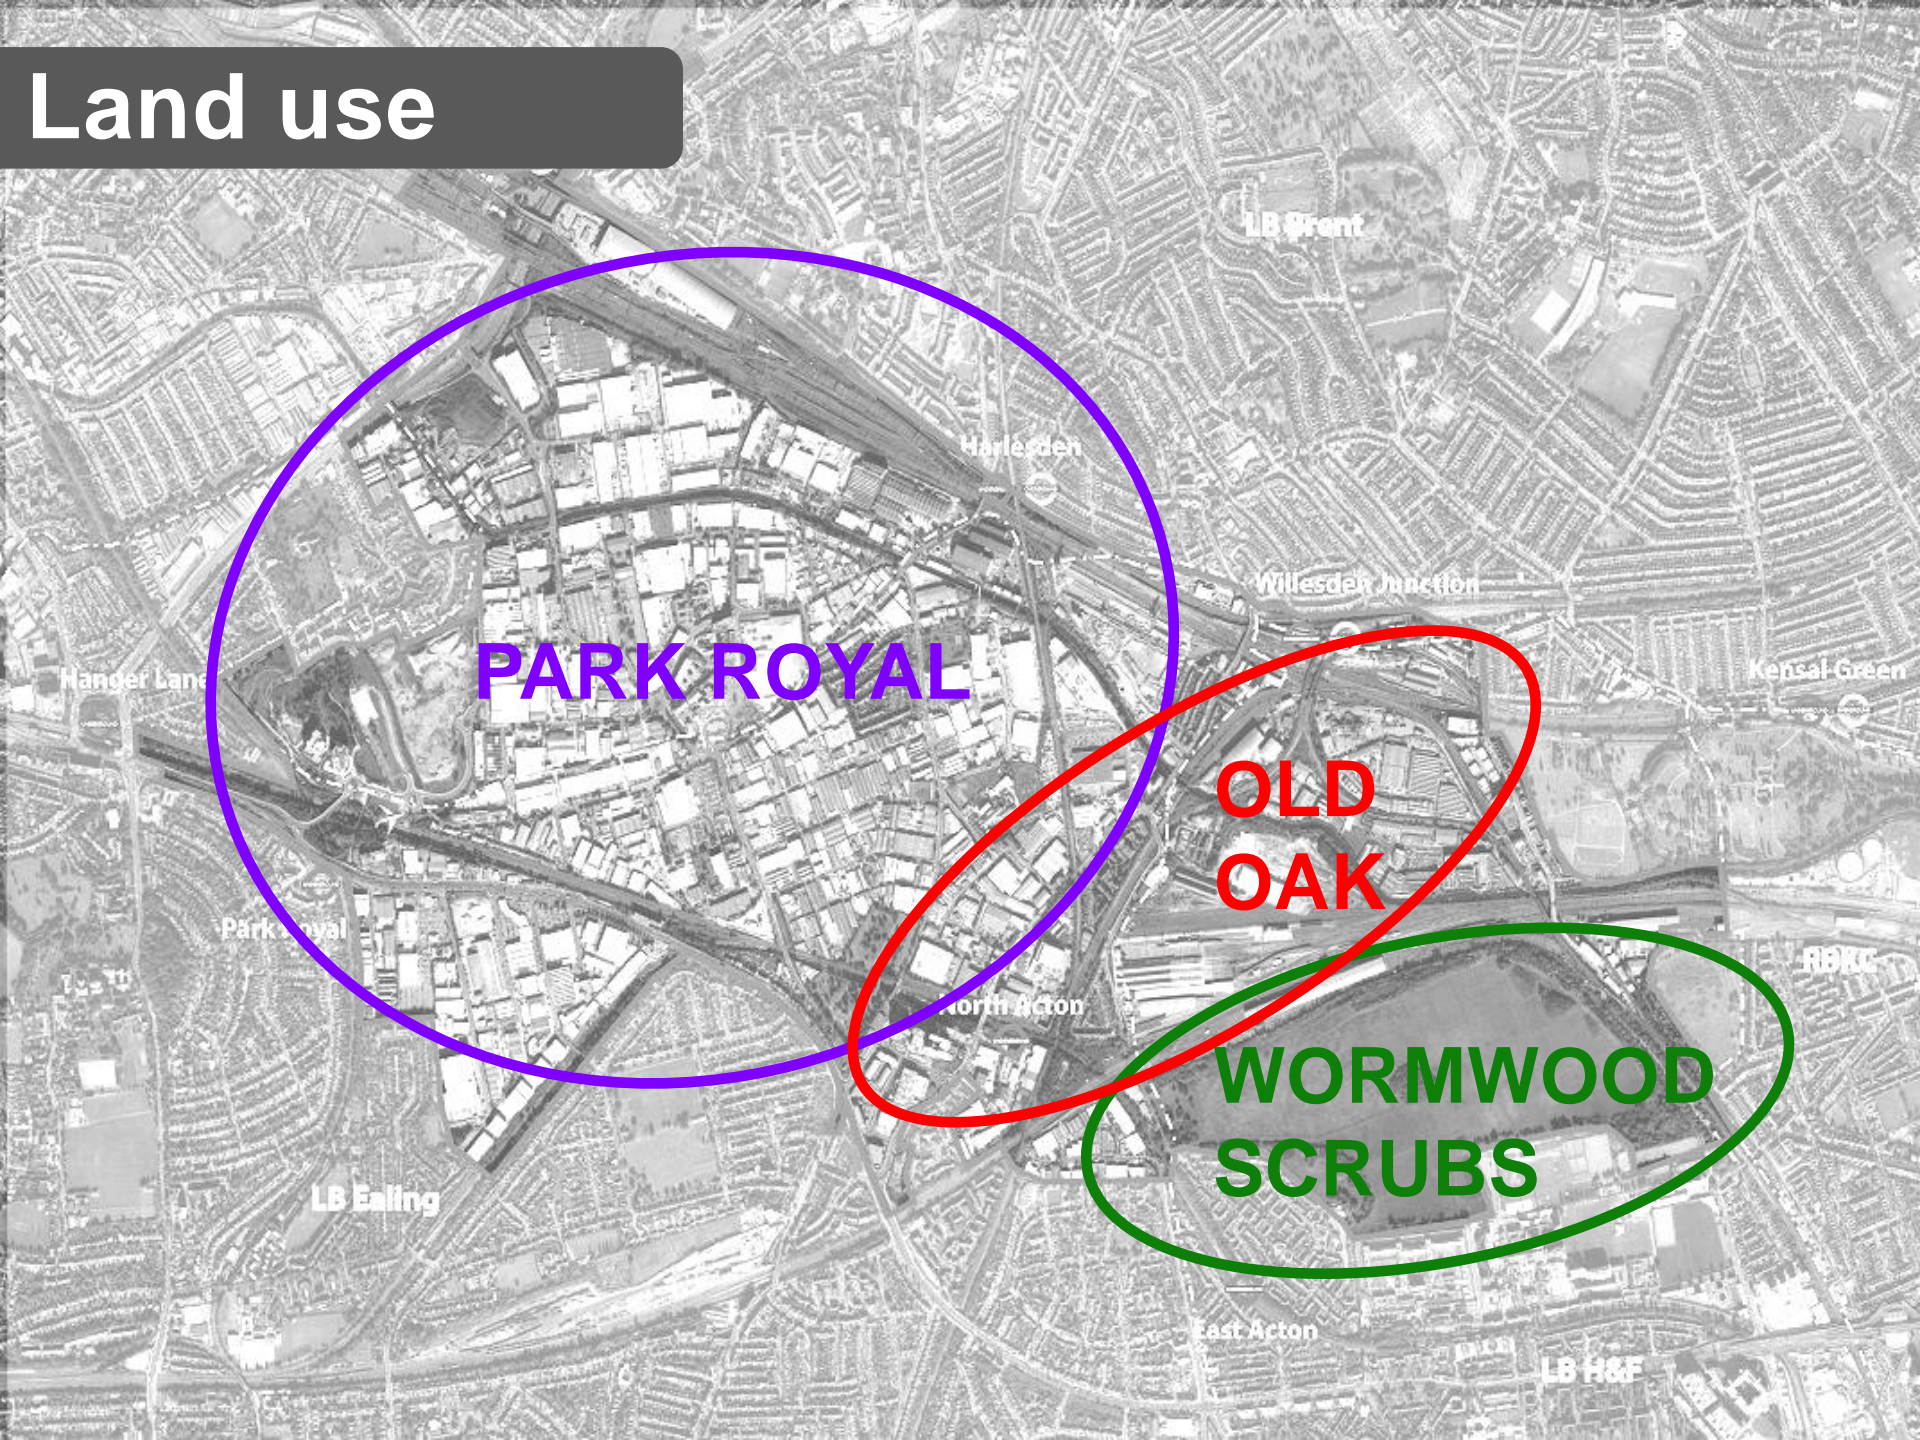 Land use
LB Brent
Harlesden
Willesden Junction
Hanger Lane
PARK ROYAL
Kensal Green
OLD
OAK
Park Royal
RBKC
North Acton
WORMWOOD
SCRUBS
LB Ealing
East Acton
LB H&F